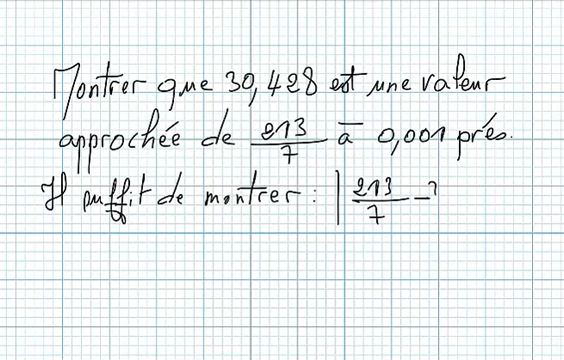 Montrer que 30,428 est une valeur
approchée de 213/7 à 0,001 près.
Il suffit de montrer : | 213/7 -